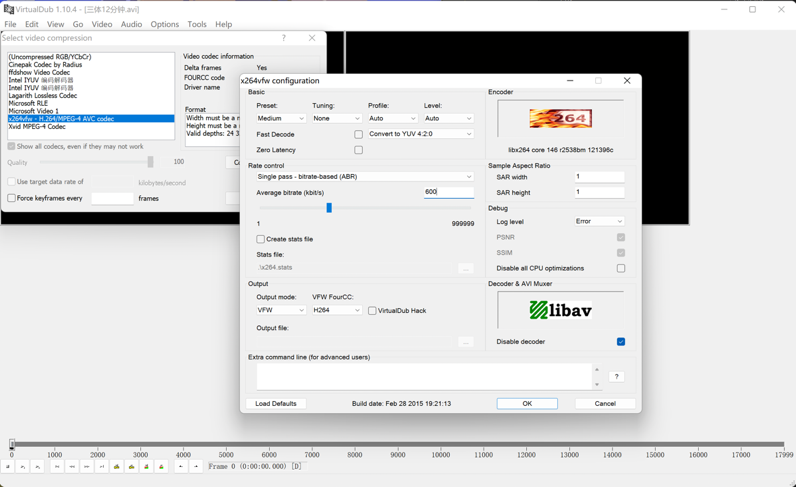 VirtualDub 1.10.4 - [三体12分钟.avi]
File Edit View Go Video Audio Options Tools Help
Select video compression
(Uncompressed RGB/YCbCr)
Cinepak Codec by Radius
ffdshow Video Codec
Intel IYUV 编码解码器
Intel IYUV 编码解码器
Lagarith Lossless Codec
Microsoft RLE
Microsoft Video 1
x264vfw - H.264/MPEG-4 AVC codec
Xvid MPEG-4 Codec
Show all codecs, even if they may not work
Quality 100
Use target data rate of kilobytes/second
Force keyframes every frames
Video codec information
Delta frames Yes
FOURCC code
Driver name
Format
Width must be a
Height must be a
Valid depths: 24 3
x264vfw configuration
Basic
Preset: Tuning: Profile: Level:
Medium None Auto Auto
Fast Decode Convert to YUV 4:2:0
Zero Latency
Rate control
Single pass - bitrate-based (ABR)
Average bitrate (kbit/s) 600
1 999999
Create stats file
Stats file:
.\x264.stats ...
Output
Output mode: VFW FourCC:
VFW H264 VirtualDub Hack
Output file:
...
Extra command line (for advanced users)
?
Load Defaults Build date: Feb 28 2015 19:21:13 OK Cancel
Encoder
264
libx264 core 146 r2538bm 121396c
Sample Aspect Ratio
SAR width 1
SAR height 1
Debug
Log level Error
PSNR
SSIM
Disable all CPU optimizations
Decoder & AVI Muxer
libav
Disable decoder
0 1000 2000 3000 4000 5000 6000 7000 8000 9000 10000 11000 12000 13000 14000 15000 16000 17000 17999
Frame 0 (0:00:00.000) [D]